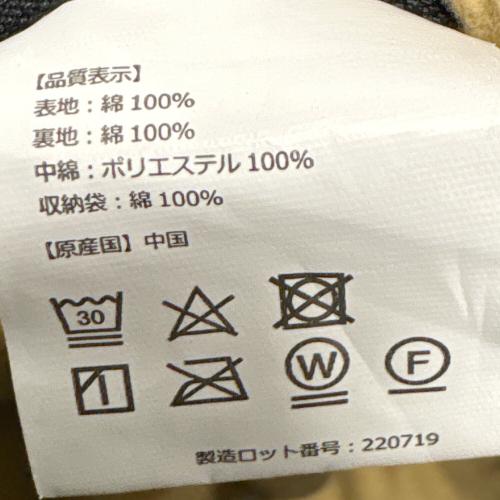 【品質表示】
表地：綿 100%
裏地：綿 100%
中綿：ポリエステル 100%
収納袋：綿 100%
【原産国】中国
30
W F
製造ロット番号：220719